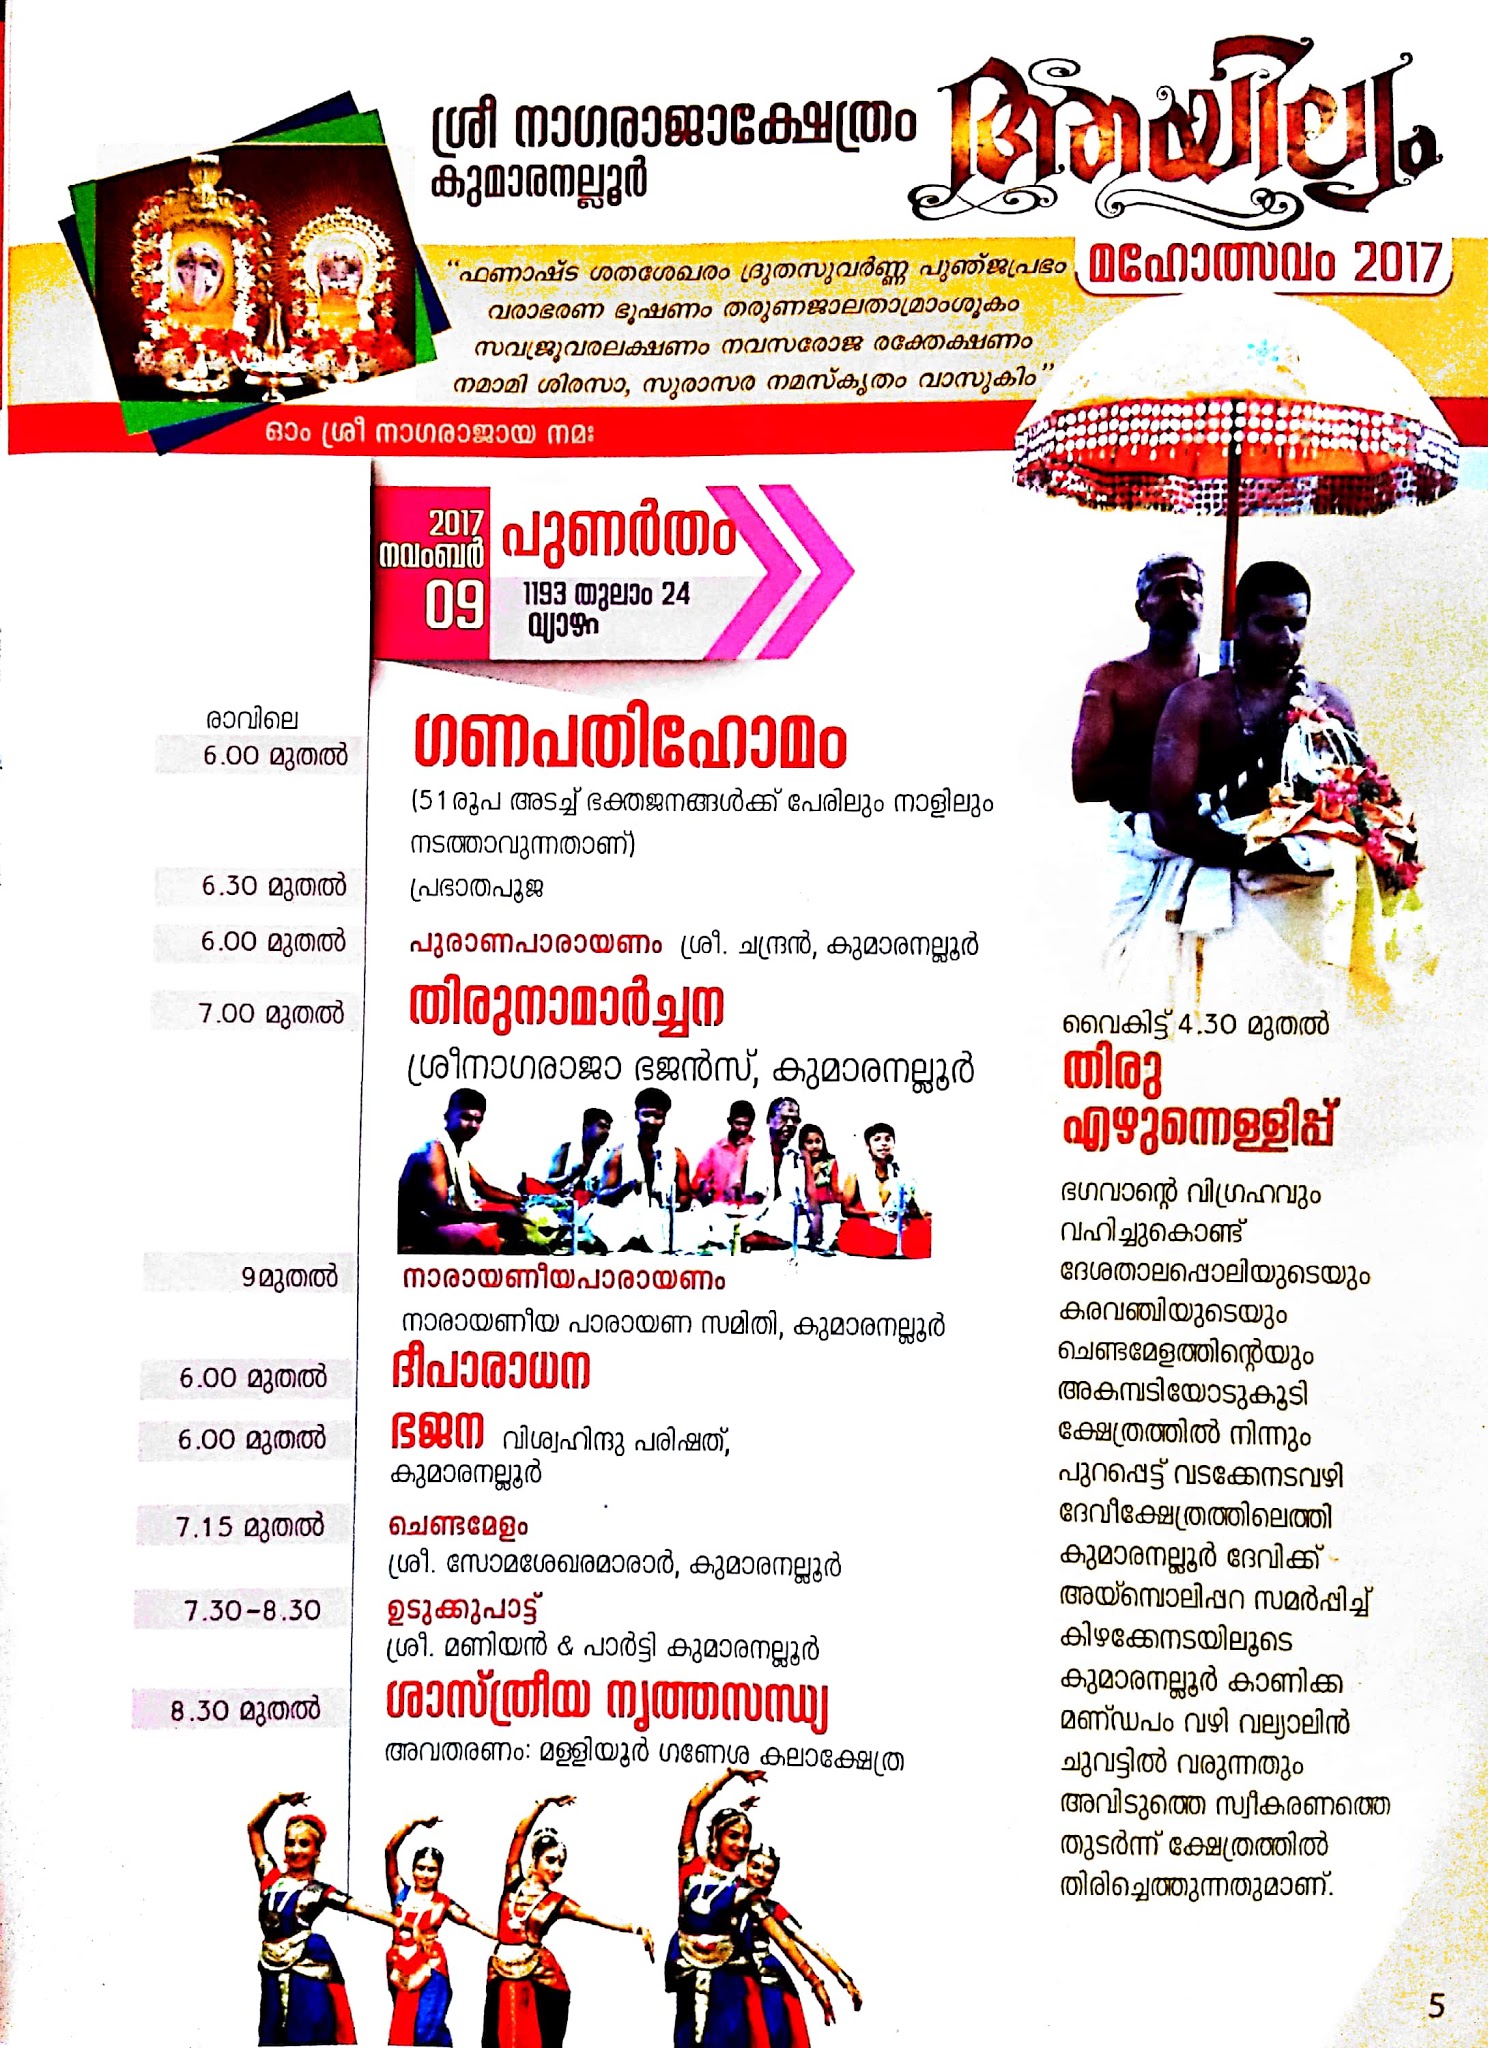 ശ്രീ നാഗരാജാക്ഷേത്രം
കുമാരനല്ലൂർ
ആയില്യം
മഹോത്സവം 2017
“ഫണാഷ്ട ശതശേഖരം ദ്രുതസുവർണ്ണ പുഞ്ജപ്രഭം
വരാഭരണ ഭൂഷണം തരുണജാലതാമ്രാംശുകം
സവജ്രവരലക്ഷണം നവസരോജ രക്തേക്ഷണം
നമാമി ശിരസാ, സുരാസര നമസ്കൃതം വാസുകിം”
ഓം ശ്രീ നാഗരാജായ നമഃ
2017
നവംബർ
09
പുണർതം
1193 തുലാം 24
വ്യാഴം
രാവിലെ
6.00 മുതൽ
ഗണപതിഹോമം
(51 രൂപ അടച്ച് ഭക്തജനങ്ങൾക്ക് പേരിലും നാളിലും
നടത്താവുന്നതാണ്)
6.30 മുതൽ പ്രഭാതപൂജ
6.00 മുതൽ പുരാണപാരായണം ശ്രീ. ചന്ദ്രൻ, കുമാരനല്ലൂർ
7.00 മുതൽ തിരുനാമാർച്ചന
ശ്രീനാഗരാജാ ഭജൻസ്, കുമാരനല്ലൂർ
9മുതൽ നാരായണീയപാരായണം
നാരായണീയ പാരായണ സമിതി, കുമാരനല്ലൂർ
6.00 മുതൽ ദീപാരാധന
6.00 മുതൽ ഭജന വിശ്വഹിന്ദു പരിഷത്,
കുമാരനല്ലൂർ
7.15 മുതൽ ചെണ്ടമേളം
ശ്രീ. സോമശേഖരമാരാർ, കുമാരനല്ലൂർ
7.30-8.30 ഉടുക്കുപാട്ട്
ശ്രീ. മണിയൻ & പാർട്ടി കുമാരനല്ലൂർ
8.30 മുതൽ ശാസ്ത്രീയ നൃത്തസന്ധ്യ
അവതരണം: മള്ളിയൂർ ഗണേശ കലാക്ഷേത്ര
വൈകിട്ട് 4.30 മുതൽ
തിരു
എഴുന്നെള്ളിപ്പ്
ഭഗവാന്റെ വിഗ്രഹവും
വഹിച്ചുകൊണ്ട്
ദേശതാലപ്പൊലിയുടെയും
കരവഞ്ചിയുടെയും
ചെണ്ടമേളത്തിന്റെയും
അകമ്പടിയോടുകൂടി
ക്ഷേത്രത്തിൽ നിന്നും
പുറപ്പെട്ട് വടക്കേനടവഴി
ദേവീക്ഷേത്രത്തിലെത്തി
കുമാരനല്ലൂർ ദേവിക്ക്
അയ്മ്പൊലിപ്പറ സമർപ്പിച്ച്
കിഴക്കേനടയിലൂടെ
കുമാരനല്ലൂർ കാണിക്ക
മണ്ഡപം വഴി വല്യാലിൻ
ചുവട്ടിൽ വരുന്നതും
അവിടുത്തെ സ്വീകരണത്തെ
തുടർന്ന് ക്ഷേത്രത്തിൽ
തിരിച്ചെത്തുന്നതുമാണ്.
5